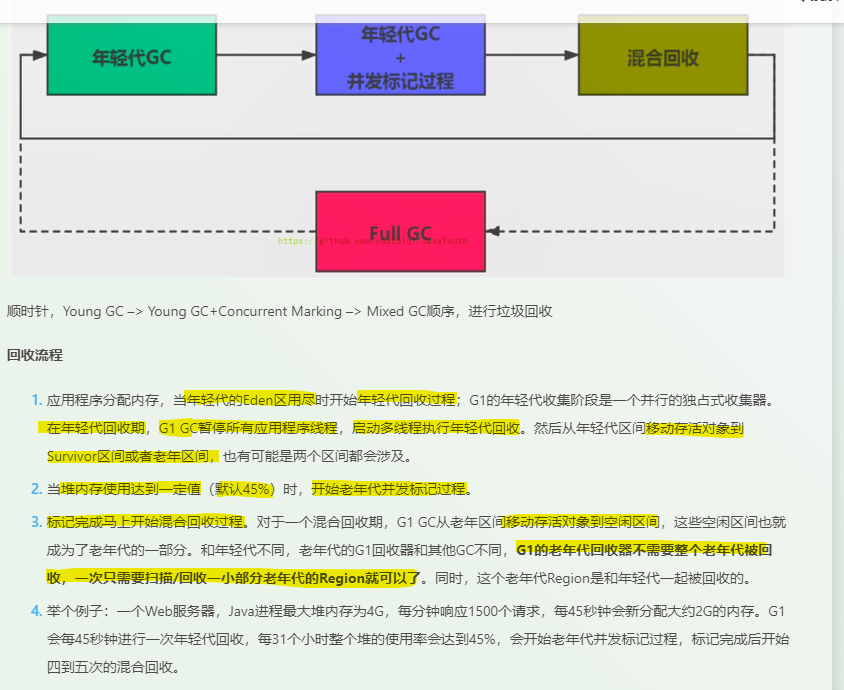 年轻代GC
年轻代GC
+
并发标记过程
混合回收
Full GC
顺时针，Young GC –> Young GC+Concurrent Marking –> Mixed GC顺序，进行垃圾回收
回收流程
1. 应用程序分配内存，当年轻代的Eden区用尽时开始年轻代回收过程；G1的年轻代收集阶段是一个并行的独占式收集器。
在年轻代回收期，G1 GC暂停所有应用程序线程，启动多线程执行年轻代回收。然后从年轻代区间移动存活对象到
Survivor区间或者老年区间，也有可能是两个区间都会涉及。
2. 当堆内存使用达到一定值（默认45%）时，开始老年代并发标记过程。
3. 标记完成马上开始混合回收过程。对于一个混合回收期，G1 GC从老年区间移动存活对象到空闲区间，这些空闲区间也就
成为了老年代的一部分。和年轻代不同，老年代的G1回收器和其他GC不同，G1的老年代回收器不需要整个老年代被回
收，一次只需要扫描/回收一小部分老年代的Region就可以了。同时，这个老年代Region是和年轻代一起被回收的。
4. 举个例子：一个Web服务器，Java进程最大堆内存为4G，每分钟响应1500个请求，每45秒钟会新分配大约2G的内存。G1
会每45秒钟进行一次年轻代回收，每31个小时整个堆的使用率会达到45%，会开始老年代并发标记过程，标记完成后开始
四到五次的混合回收。